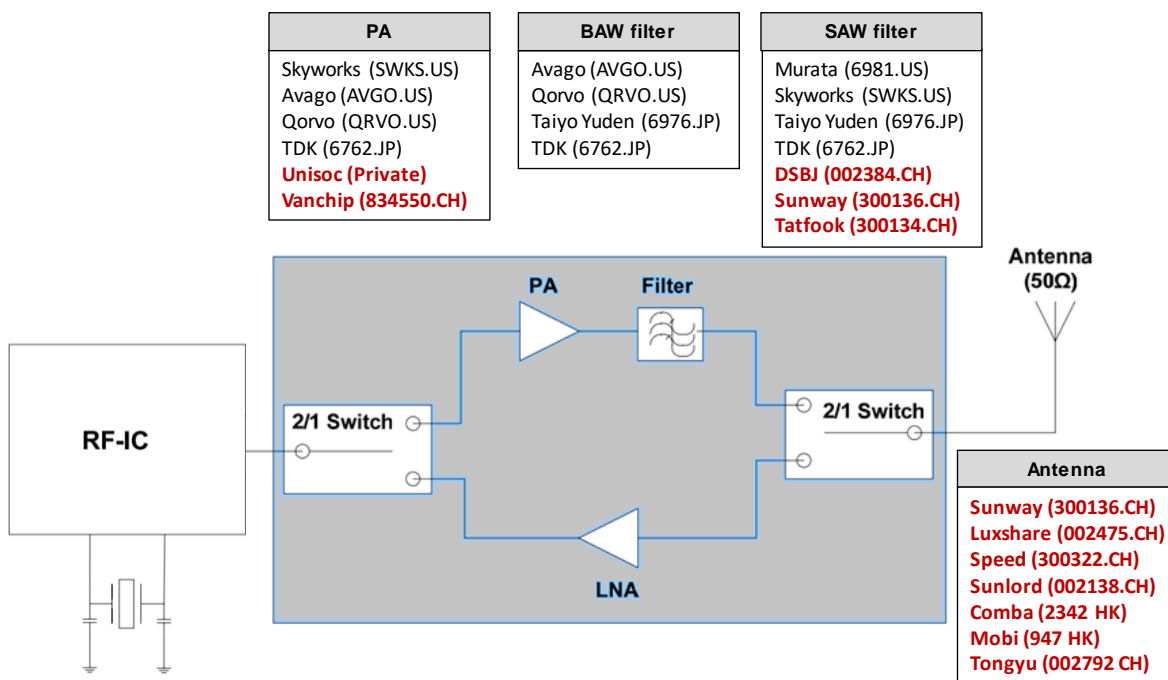 PA
Skyworks (SWKS.US)
Avago (AVGO.US)
Qorvo (QRVO.US)
TDK (6762.JP)
Unisoc (Private)
Vanchip (834550.CH)
BAW filter
Avago (AVGO.US)
Qorvo (QRVO.US)
Taiyo Yuden (6976.JP)
TDK (6762.JP)
SAW filter
Murata (6981.US)
Skyworks (SWKS.US)
Taiyo Yuden (6976.JP)
TDK (6762.JP)
DSBJ (002384.CH)
Sunway (300136.CH)
Tatfook (300134.CH)
Antenna
(50Ω)
PA
Filter
2/1 Switch
2/1 Switch
RF-IC
LNA
Antenna
Sunway (300136.CH)
Luxshare (002475.CH)
Speed (300322.CH)
Sunlord (002138.CH)
Comba (2342 HK)
Mobi (947 HK)
Tongyu (002792 CH)